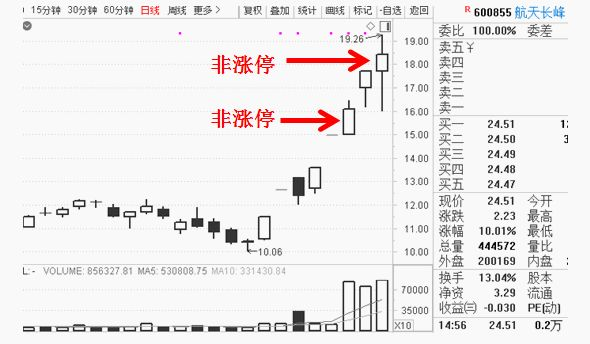 15分钟 30分钟 60分钟 日线 周线 更多 复权 叠加 统计 画线 标记 -自选 返回
R 600855 航天长峰
委比 100.00% 委差
卖五 ¥
卖四
卖三
卖二
卖一
买一 24.51 12
买二 24.50 3
买三 24.49
买四 24.48
买五 24.47
现价 24.51 今开
涨跌 2.23 最高
涨幅 10.01% 最低
总量 444572 量比
外盘 200169 内盘
换手 13.04% 股本
净资 3.29 流通
收益(三) -0.030 PE(动)
14:56 24.51 0.2万
19.26
非涨停
非涨停
10.06
19.00
18.00
17.00
16.00
15.00
14.00
13.00
12.00
11.00
10.00
L: - VOLUME: 856327.81 MA5: 530808.75 MA10: 331430.84
70000
35000
X10